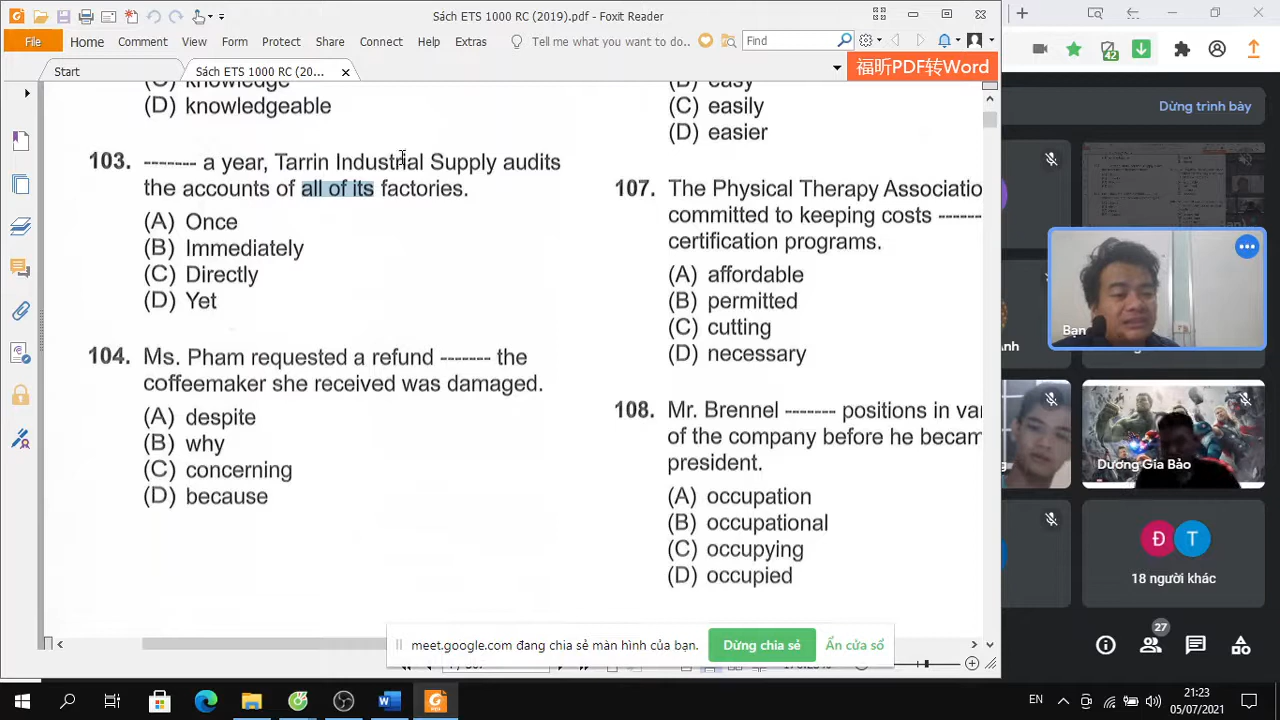 Sách ETS 1000 RC (2019).pdf - Foxit Reader
File
Home
Comment
View
Form
Protect
Share
Connect
Help
Extras
Tell me what you want to do..
Find
42
Start
Sách ETS 1000 RC (20...
福昕PDF转Word
Dừng trình bày
(C) knowledge
(D) knowledgeable
103. ------- a year, Tarrin Industrial Supply audits
the accounts of all of its factories.
(A) Once
(B) Immediately
(C) Directly
(D) Yet
104. Ms. Pham requested a refund ------- the
coffeemaker she received was damaged.
(A) despite
(B) why
(C) concerning
(D) because
(B) easy
(C) easily
(D) easier
107. The Physical Therapy Associatio
committed to keeping costs -------
certification programs.
(A) affordable
(B) permitted
(C) cutting
(D) necessary
108. Mr. Brennel ------- positions in var
of the company before he becam
president.
(A) occupation
(B) occupational
(C) occupying
(D) occupied
Bạn
Anh
Dương Gia Bảo
Đ
T
18 người khác
27
meet.google.com đang chia sẻ màn hình của bạn.
Dừng chia sẻ
Ẩn cửa sổ
EN
21:23
05/07/2021